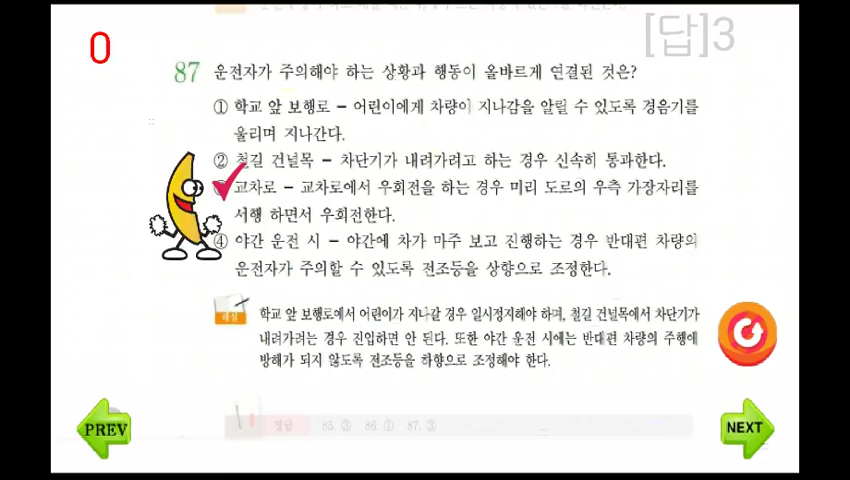 0
[답]3
87 운전자가 주의해야 하는 상황과 행동이 올바르게 연결된 것은?
① 학교 앞 보행로 – 어린이에게 차량이 지나감을 알릴 수 있도록 경음기를
울리며 지나간다.
② 철길 건널목 – 차단기가 내려가려고 하는 경우 신속히 통과한다.
교차로 – 교차로에서 우회전을 하는 경우 미리 도로의 우측 가장자리를
서행 하면서 우회전한다.
④ 야간 운전 시 – 야간에 차가 마주 보고 진행하는 경우 반대편 차량의
운전자가 주의할 수 있도록 전조등을 상향으로 조정한다.
해설 학교 앞 보행로에서 어린이가 지나갈 경우 일시정지해야 하며, 철길 건널목에서 차단기가
내려가려는 경우 진입하면 안 된다. 또한 야간 운전 시에는 반대편 차량의 주행에
방해가 되지 않도록 전조등을 하향으로 조정해야 한다.
PREV
정답 85. ③ 86. ① 87. ③
NEXT